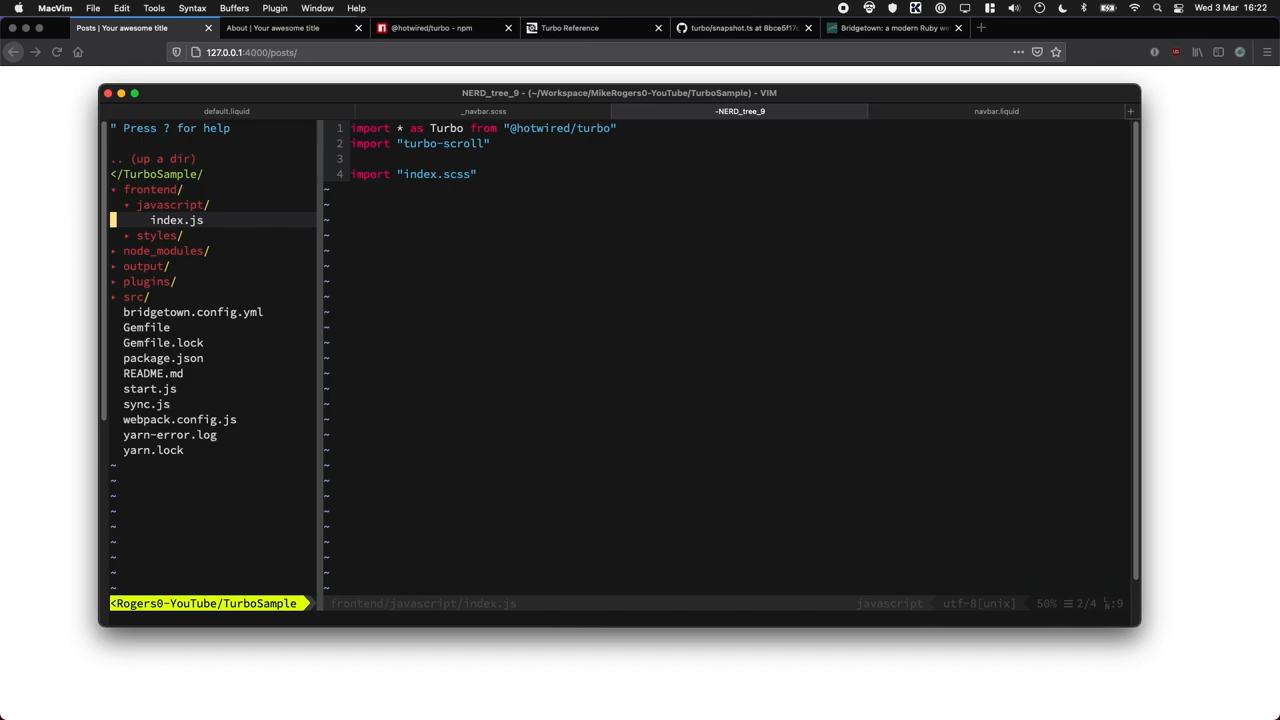 MacVim File Edit Tools Syntax Buffers Plugin Window Help Wed 3 Mar 16:22
Posts | Your awesome title
About | Your awesome title
@hotwired/turbo - npm
Turbo Reference
turbo/snapshot.ts at 8bce5f17c
Bridgetown: a modern Ruby we
127.0.0.1:4000/posts/
NERD_tree_9 - (~/Workspace/MikeRogers0-YouTube/TurboSample) - VIM
default.liquid
_navbar.scss
-NERD_tree_9
navbar.liquid
" Press ? for help
.. (up a dir)
</TurboSample/
▾ frontend/
▾ javascript/
index.js
▸ styles/
▸ node_modules/
▸ output/
▸ plugins/
▸ src/
bridgetown.config.yml
Gemfile
Gemfile.lock
package.json
README.md
start.js
sync.js
webpack.config.js
yarn-error.log
yarn.lock
1 import * as Turbo from "@hotwired/turbo"
2 import "turbo-scroll"
3
4 import "index.scss"
<Rogers0-YouTube/TurboSample
frontend/javascript/index.js
javascript
utf-8[unix]
50% ☰ 2/4 :9